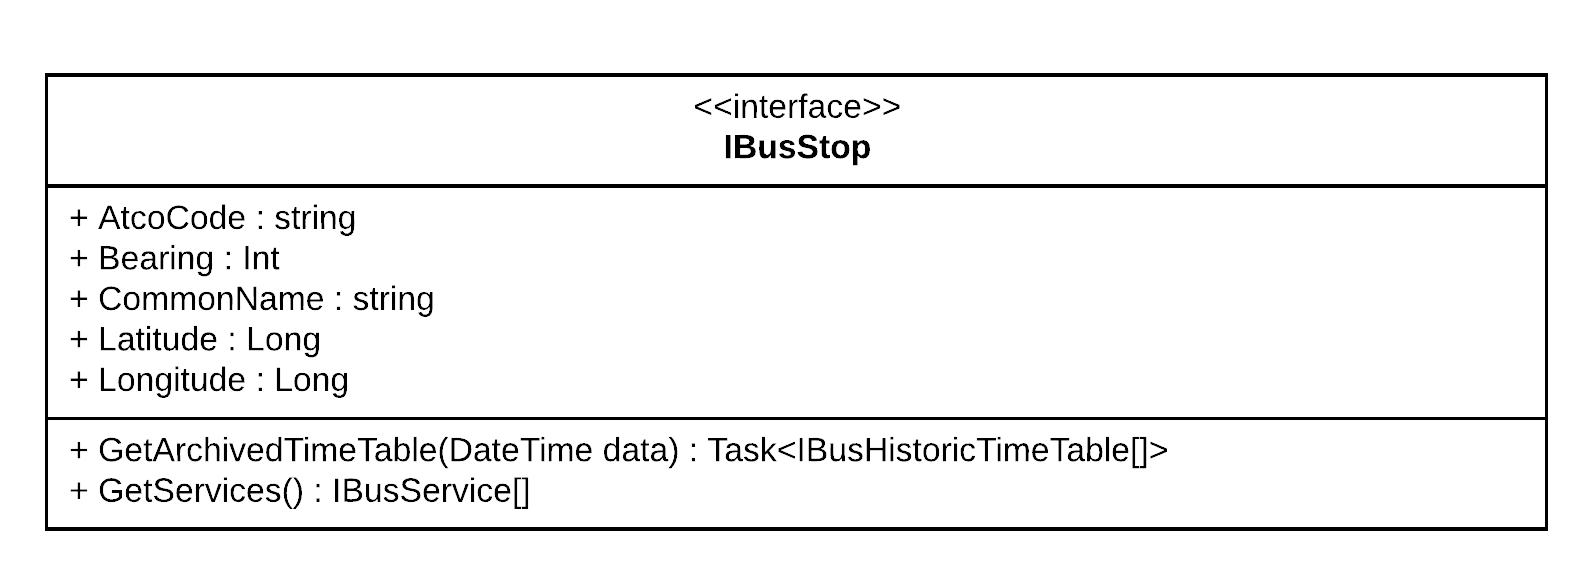 <<interface>>
IBusStop
+ AtcoCode : string
+ Bearing : Int
+ CommonName : string
+ Latitude : Long
+ Longitude : Long
+ GetArchivedTimeTable(DateTime data) : Task<IBusHistoricTimeTable[]>
+ GetServices() : IBusService[]